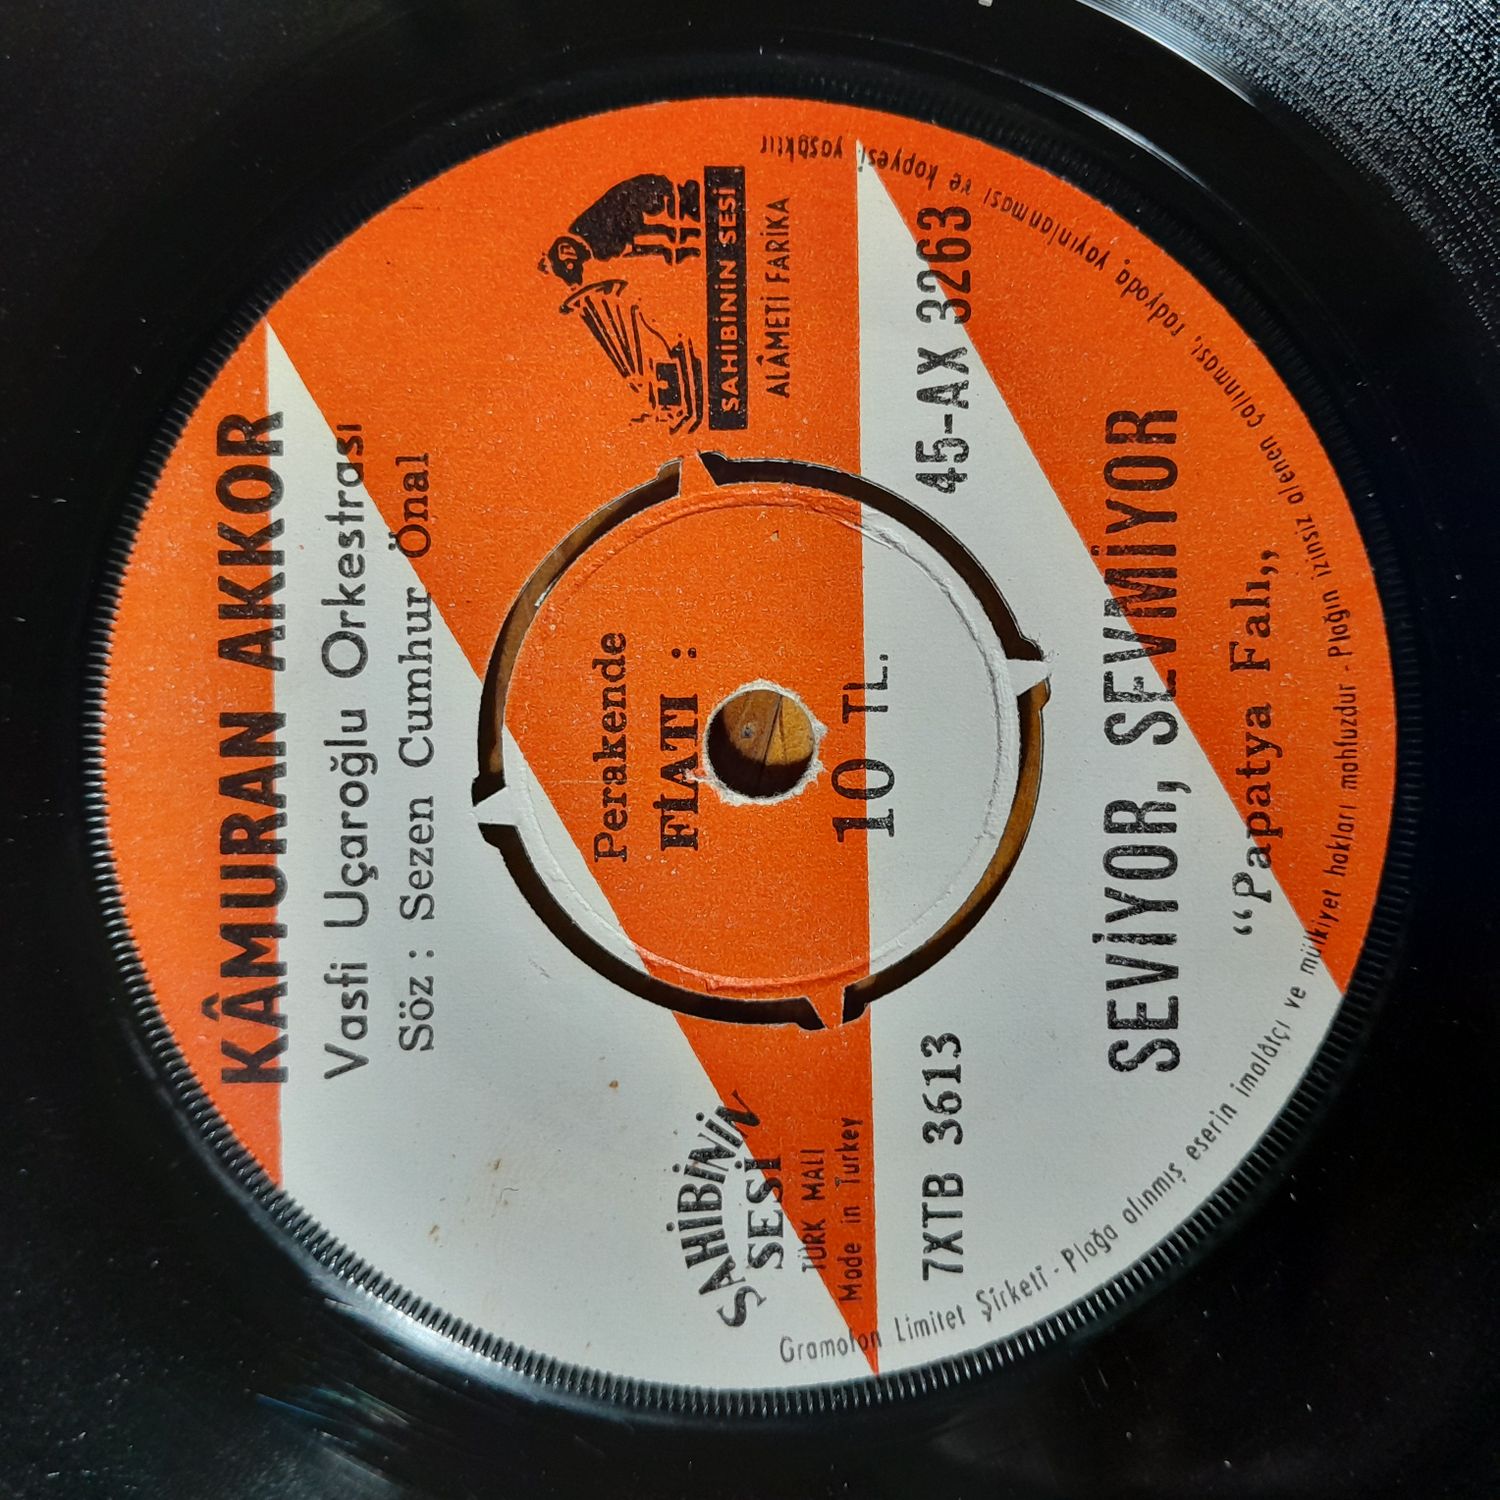 KÂMURAN AKKOR
Vasfi Uçaroğlu Orkestrası
Söz : Sezen Cumhur Önal
SAHİBİNİN
SESİ
TÜRK MALI
Made in Turkey
Perakende
FİATI :
10 TL.
SAHİBİNİN SESİ
ALÂMETİ FARİKA
7XTB 3613
45-AX 3263
SEVİYOR, SEVMİYOR
“Papatya Falı„
Gramofon Limitet Şirketi - Plağa alınmış eserin imalâtçı ve mülkiyet hakları mahfuzdur - Plağın izinsiz alenen çalınması, radyoda yayınlanması ve kopyesi yasaktır